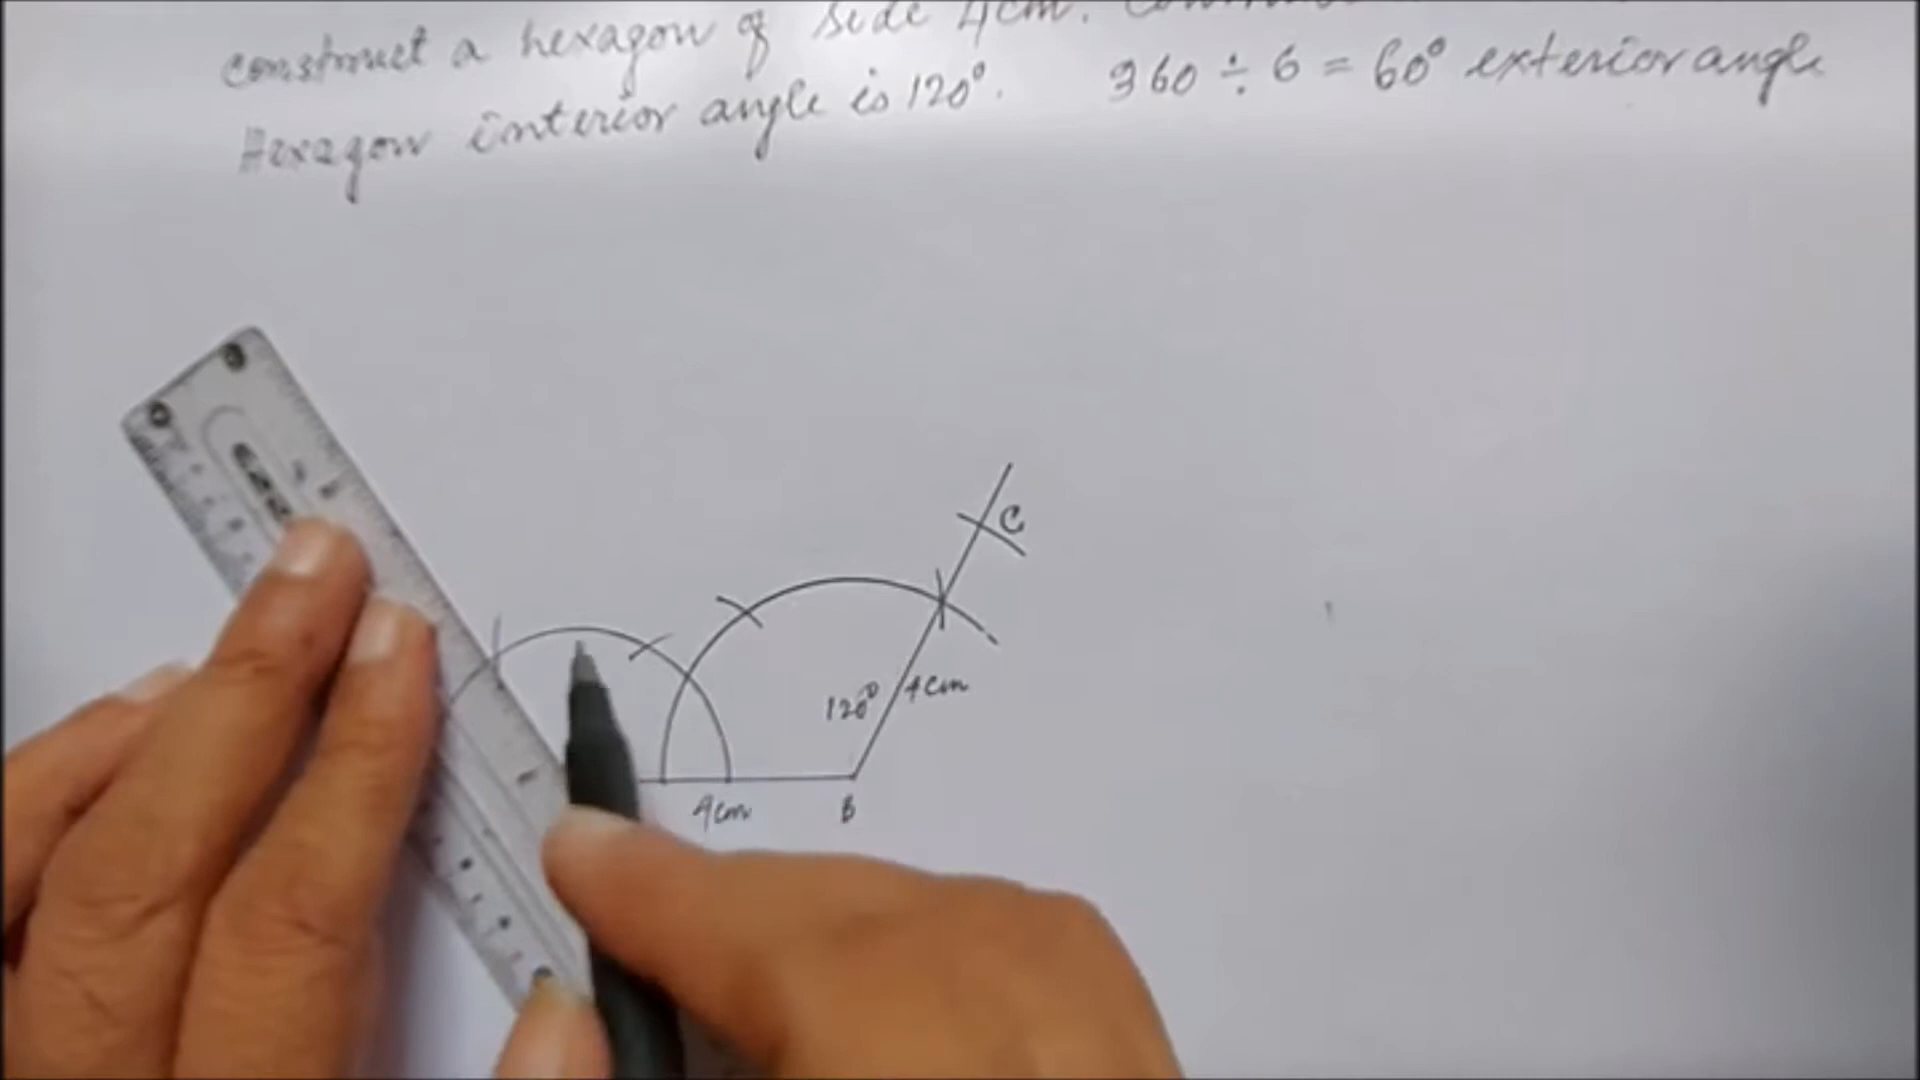 construct a hexagon of side 4cm.
Hexagon interior angle is 120°. 360 ÷ 6 = 60° exterior angle
C
120° 4cm
4cm B